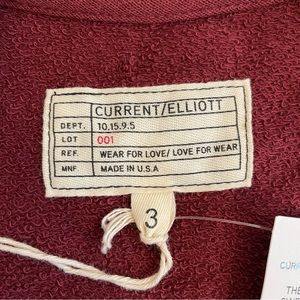 CURRENT/ELLIOTT
DEPT. 10.15.9.5
LOT 001
REF. WEAR FOR LOVE/ LOVE FOR WEAR
MNF. MADE IN U.S.A
3
THE